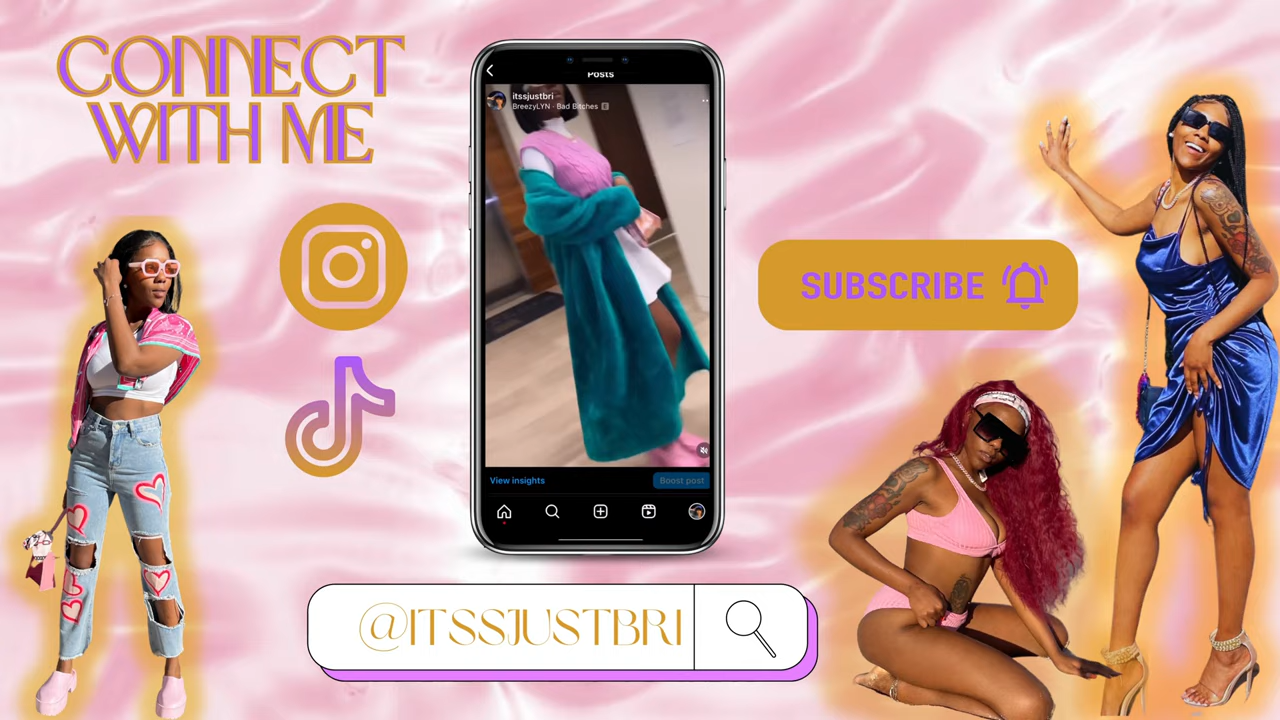 CONNECT
WITH ME
Posts
itssjustbri
BreezyLYN · Bad Bitches E
SUBSCRIBE
View insights
Boost post
@ITSSJUSTBRI